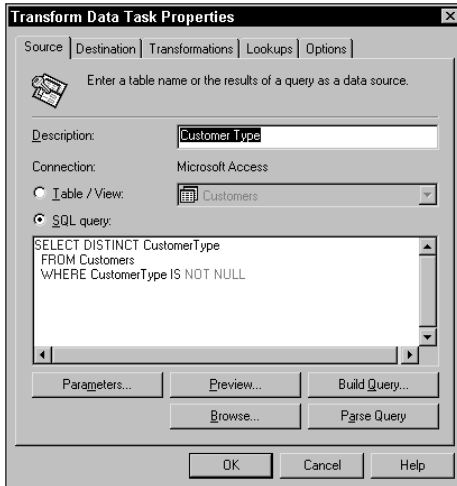 Transform Data Task Properties
Source Destination Transformations Lookups Options
Enter a table name or the results of a query as a data source.
Description: Customer Type
Connection: Microsoft Access
Table / View: Customers
SQL query:
SELECT DISTINCT CustomerType
FROM Customers
WHERE CustomerType IS NOT NULL
Parameters... Preview... Build Query...
Browse... Parse Query
OK Cancel Help